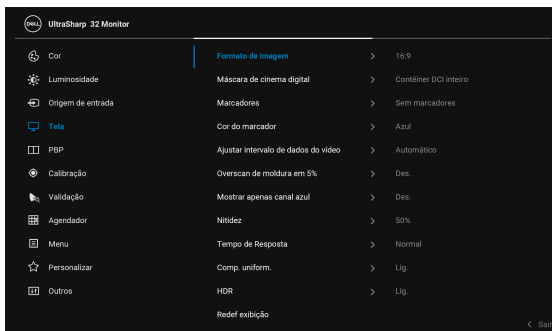 DELL UltraSharp 32 Monitor
Cor Formato de imagem > 16:9
Luminosidade Máscara de cinema digital > Contêiner DCI inteiro
Origem de entrada Marcadores > Sem marcadores
Tela Cor do marcador > Azul
PBP Ajustar intervalo de dados do vídeo > Automático
Calibração Overscan de moldura em 5% > Des.
Validação Mostrar apenas canal azul > Des.
Agendador Nitidez > 50%
Menu Tempo de Resposta > Normal
Personalizar Comp. uniform. > Lig.
Outros HDR > Lig.
Redef exibição
< Sair